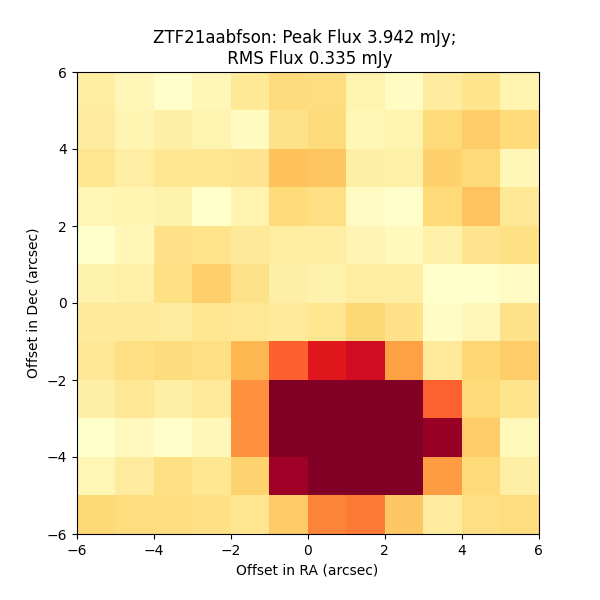 ZTF21aabfson: Peak Flux 3.942 mJy;
RMS Flux 0.335 mJy
6
4
2
0
−2
−4
−6
Offset in Dec (arcsec)
−6 −4 −2 0 2 4 6
Offset in RA (arcsec)